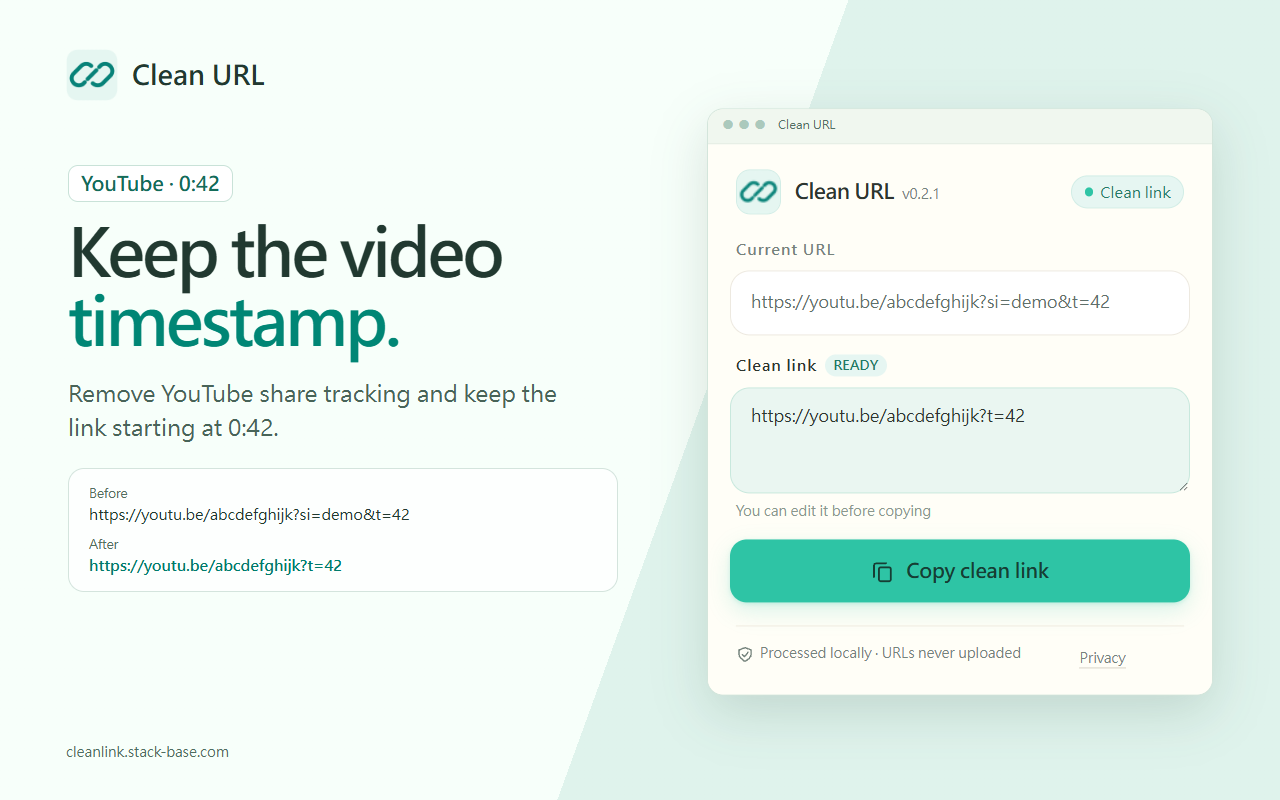 Clean URL
YouTube · 0:42
Keep the video
timestamp.
Remove YouTube share tracking and keep the
link starting at 0:42.
Before
https://youtu.be/abcdefghijk?si=demo&t=42
After
https://youtu.be/abcdefghijk?t=42
cleanlink.stack-base.com
Clean URL
Clean URL v0.2.1
Clean link
Current URL
https://youtu.be/abcdefghijk?si=demo&t=42
Clean link READY
https://youtu.be/abcdefghijk?t=42
You can edit it before copying
Copy clean link
Processed locally · URLs never uploaded
Privacy